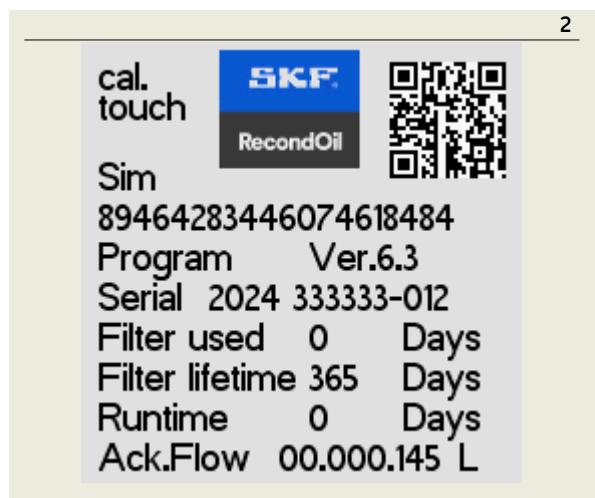 2
cal.
touch
SKF
RecondOil
Sim
89464283446074618484
Program Ver.6.3
Serial 2024 333333-012
Filter used 0 Days
Filter lifetime 365 Days
Runtime 0 Days
Ack.Flow 00.000.145 L